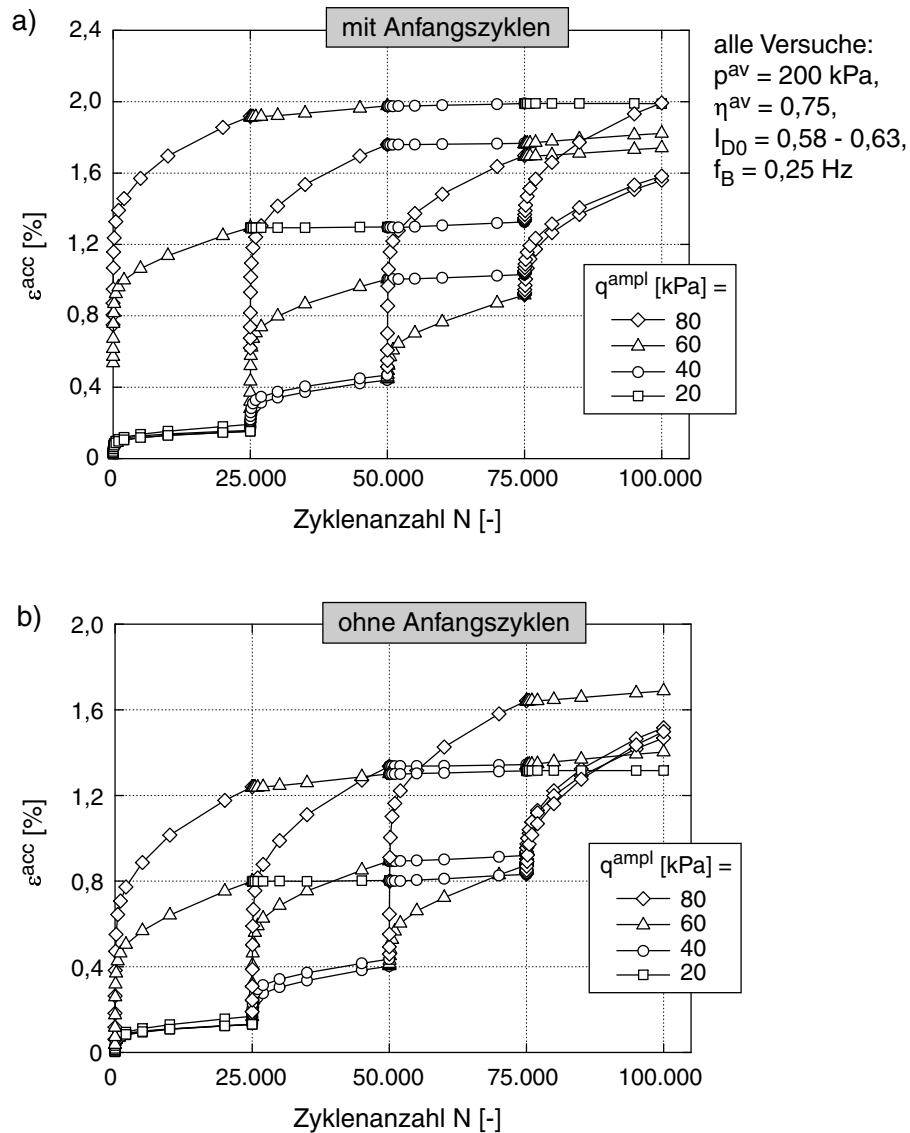 a)
mit Anfangszyklen
2,4
2,0
1,6
1,2
0,8
0,4
0
ε^acc [%]
0
25.000
50.000
75.000
100.000
Zyklenanzahl N [-]
alle Versuche:
p^av = 200 kPa,
η^av = 0,75,
I_D0 = 0,58 - 0,63,
f_B = 0,25 Hz
q^ampl [kPa] =
80
60
40
20
b)
ohne Anfangszyklen
2,0
1,6
1,2
0,8
0,4
0
ε^acc [%]
0
25.000
50.000
75.000
100.000
Zyklenanzahl N [-]
q^ampl [kPa] =
80
60
40
20